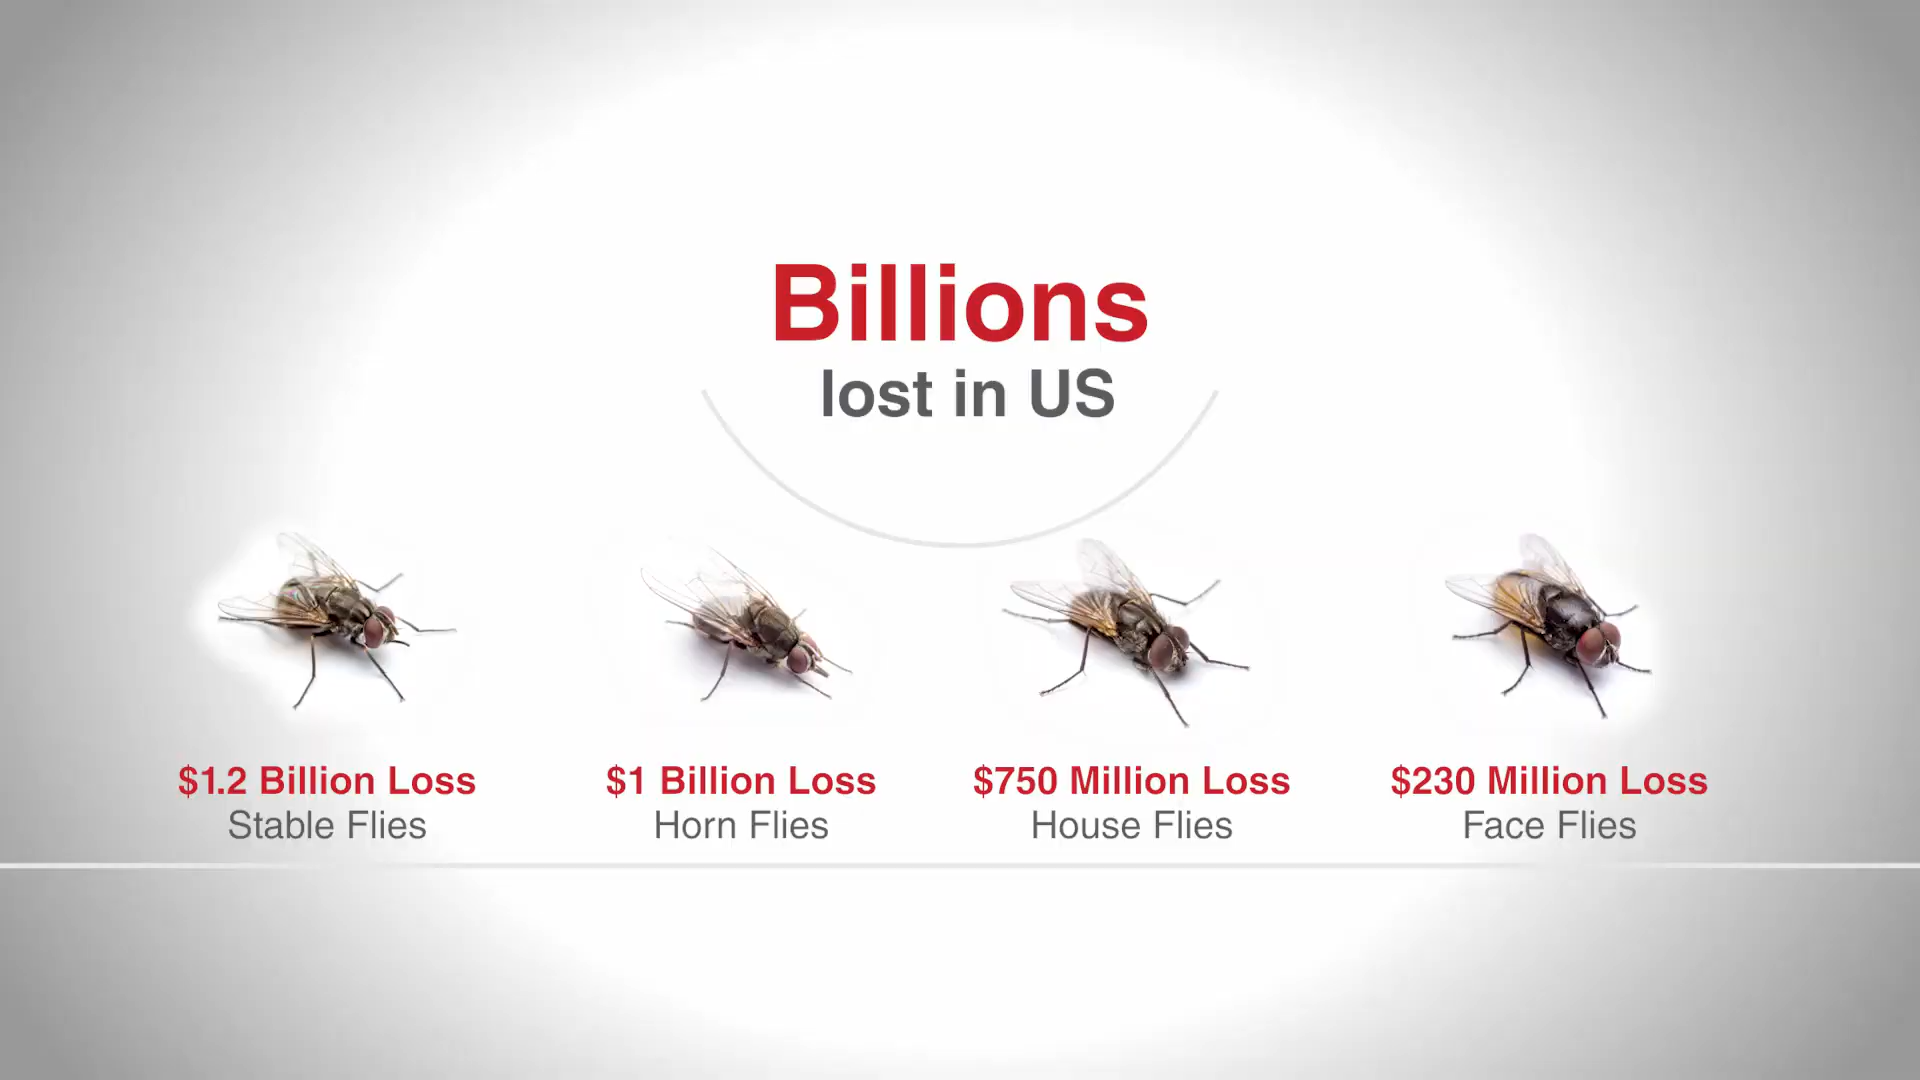 Billions
lost in US
$1.2 Billion Loss
Stable Flies
$1 Billion Loss
Horn Flies
$750 Million Loss
House Flies
$230 Million Loss
Face Flies